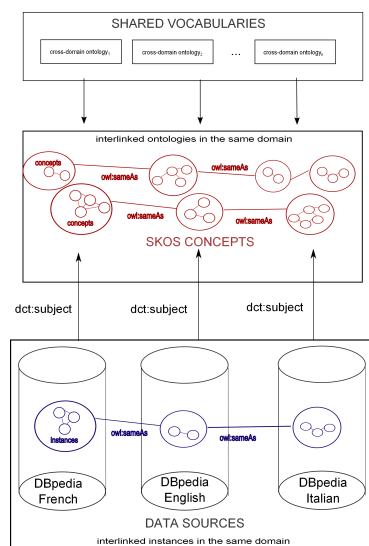 SHARED VOCABULARIES
cross-domain ontology1 cross-domain ontology2 ... cross-domain ontologyn
interlinked ontologies in the same domain
concepts
owl:sameAs owl:sameAs
concepts
owl:sameAs owl:sameAs
SKOS CONCEPTS
dct:subject dct:subject dct:subject
instances
owl:sameAs owl:sameAs
DBpedia French DBpedia English DBpedia Italian
DATA SOURCES
interlinked instances in the same domain